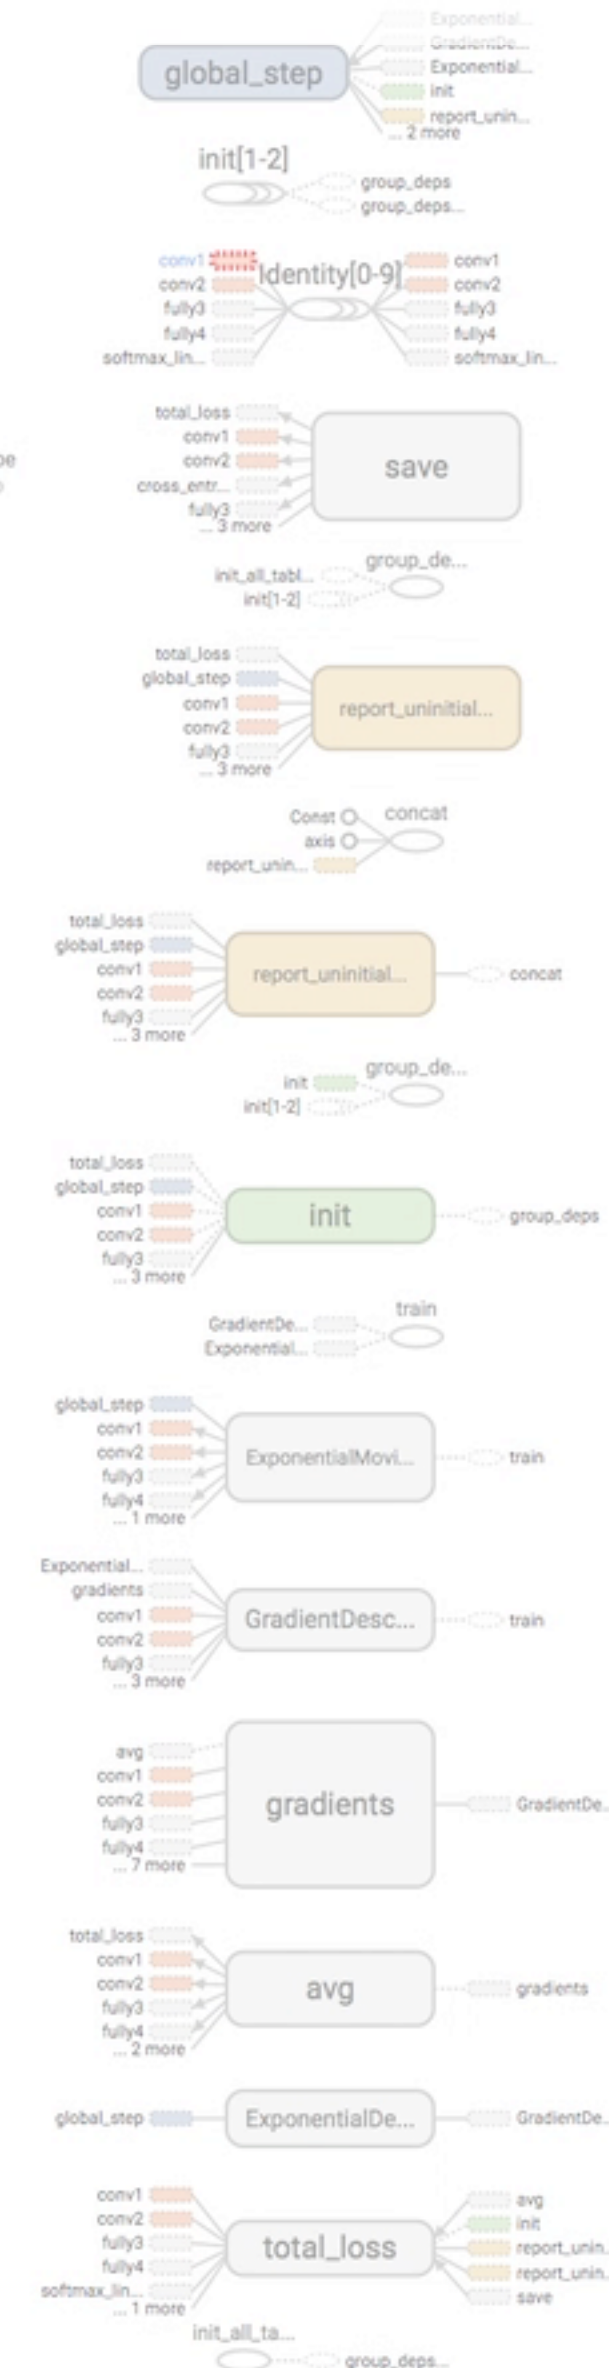 Exponential...
GradientDe...
global_step
Exponential...
init
report_unin...
... 2 more
init[1-2]
group_deps
group_deps...
conv1
Identity[0-9]
conv1
conv2
conv2
fully3
fully3
fully4
fully4
softmax_lin...
softmax_lin...
total_loss
conv1
conv2
save
cross_entr...
fully3
... 3 more
group_de...
init_all_tabl...
init[1-2]
total_loss
global_step
conv1
report_uninitial...
conv2
fully3
... 3 more
Const
concat
axis
report_unin...
total_loss
global_step
conv1
report_uninitial...
concat
conv2
fully3
... 3 more
group_de...
init
init[1-2]
total_loss
global_step
conv1
init
group_deps
conv2
fully3
... 3 more
train
GradientDe...
Exponential...
global_step
conv1
conv2
ExponentialMovi...
train
fully3
fully4
... 1 more
Exponential...
gradients
conv1
GradientDesc...
train
conv2
fully3
... 3 more
avg
conv1
conv2
gradients
GradientDe..
fully3
fully4
... 7 more
total_loss
conv1
conv2
avg
gradients
fully3
fully4
... 2 more
global_step
ExponentialDe...
GradientDe..
conv1
avg
conv2
init
fully3
total_loss
report_unin.
fully4
report_unin.
softmax_lin...
save
... 1 more
init_all_ta...
group_deps...